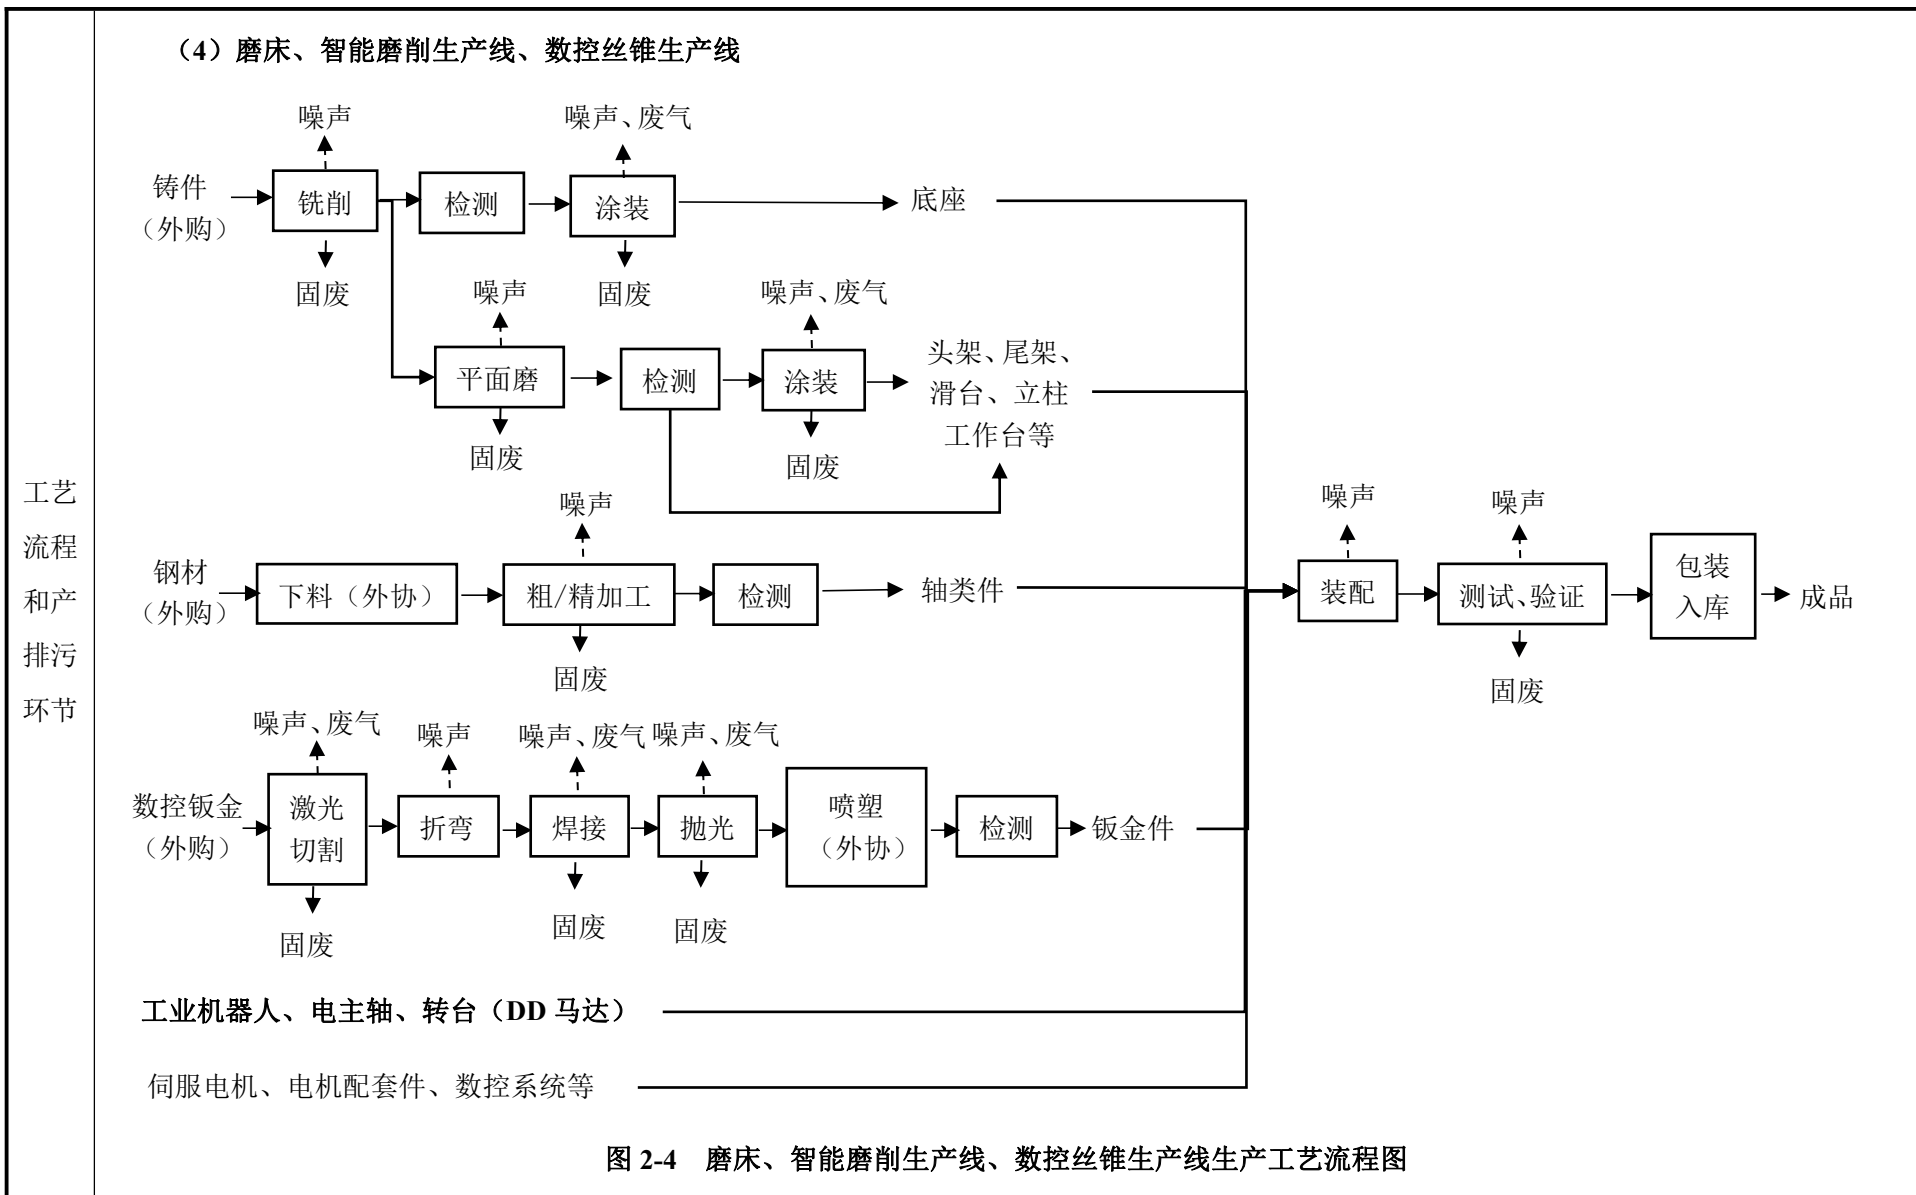 （4）磨床、智能磨削生产线、数控丝锥生产线
噪声
噪声、废气
铸件
（外购）
铣削
检测
涂装
底座
固废
固废
噪声
噪声、废气
平面磨
检测
涂装
头架、尾架、
滑台、立柱
工作台等
固废
固废
工艺
流程
和产
排污
环节
噪声
钢材
（外购）
下料（外协）
粗/精加工
检测
轴类件
固废
噪声
噪声
装配
测试、验证
包装
入库
成品
固废
噪声、废气
噪声
噪声、废气
噪声、废气
数控钣金
（外购）
激光
切割
折弯
焊接
抛光
喷塑
（外协）
检测
钣金件
固废
固废
固废
工业机器人、电主轴、转台（DD 马达）
伺服电机、电机配套件、数控系统等
图 2-4 磨床、智能磨削生产线、数控丝锥生产线生产工艺流程图